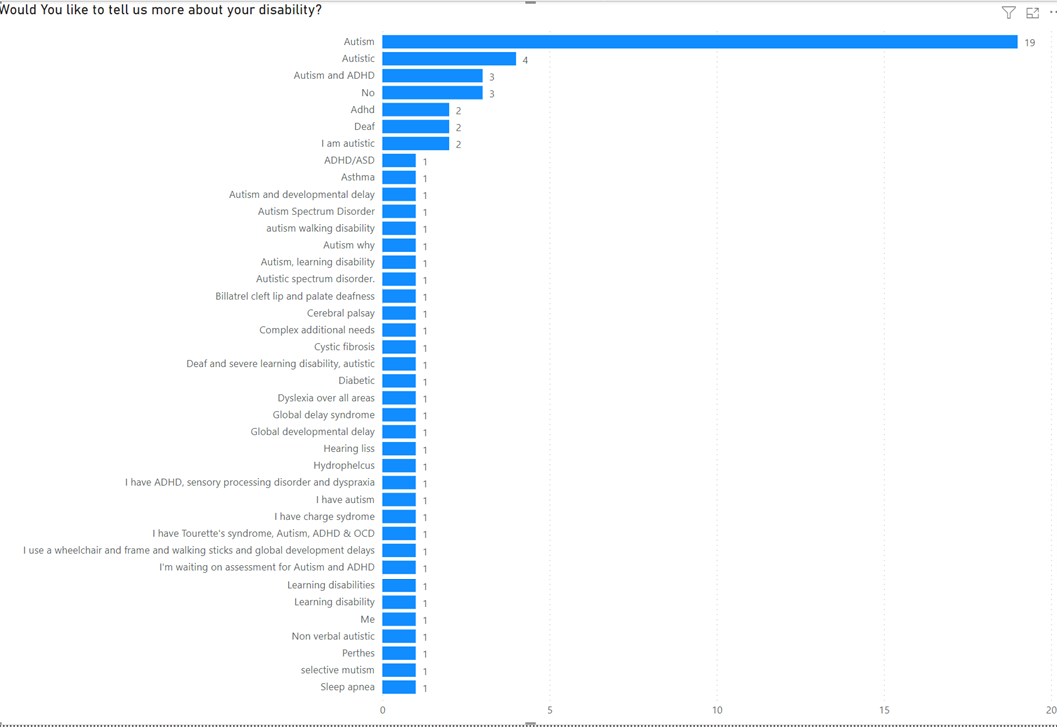 Would You like to tell us more about your disability?
Autism 19
Autistic 4
Autism and ADHD 3
No 3
Adhd 2
Deaf 2
I am autistic 2
ADHD/ASD 1
Asthma 1
Autism and developmental delay 1
Autism Spectrum Disorder 1
autism walking disability 1
Autism why 1
Autism, learning disability 1
Autistic spectrum disorder. 1
Billatrel cleft lip and palate deafness 1
Cerebral palsay 1
Complex additional needs 1
Cystic fibrosis 1
Deaf and severe learning disability, autistic 1
Diabetic 1
Dyslexia over all areas 1
Global delay syndrome 1
Global developmental delay 1
Hearing liss 1
Hydrophelcus 1
I have ADHD, sensory processing disorder and dyspraxia 1
I have autism 1
I have charge sydrome 1
I have Tourette's syndrome, Autism, ADHD & OCD 1
I use a wheelchair and frame and walking sticks and global development delays 1
I'm waiting on assessment for Autism and ADHD 1
Learning disabilities 1
Learning disability 1
Me 1
Non verbal autistic 1
Perthes 1
selective mutism 1
Sleep apnea 1
0 5 10 15 20